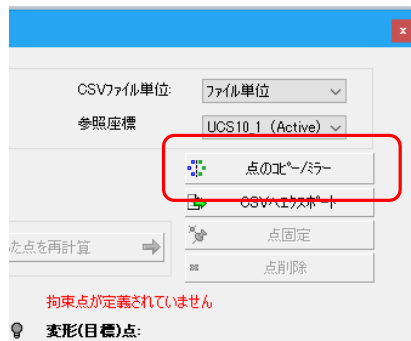 x
CSVファイル単位: ファイル単位
参照座標 UCS10_1 (Active)
点のコピー/ミラー
CSVへエクスポート
た点を再計算 点固定
点削除
拘束点が定義されていません
変形(目標)点: